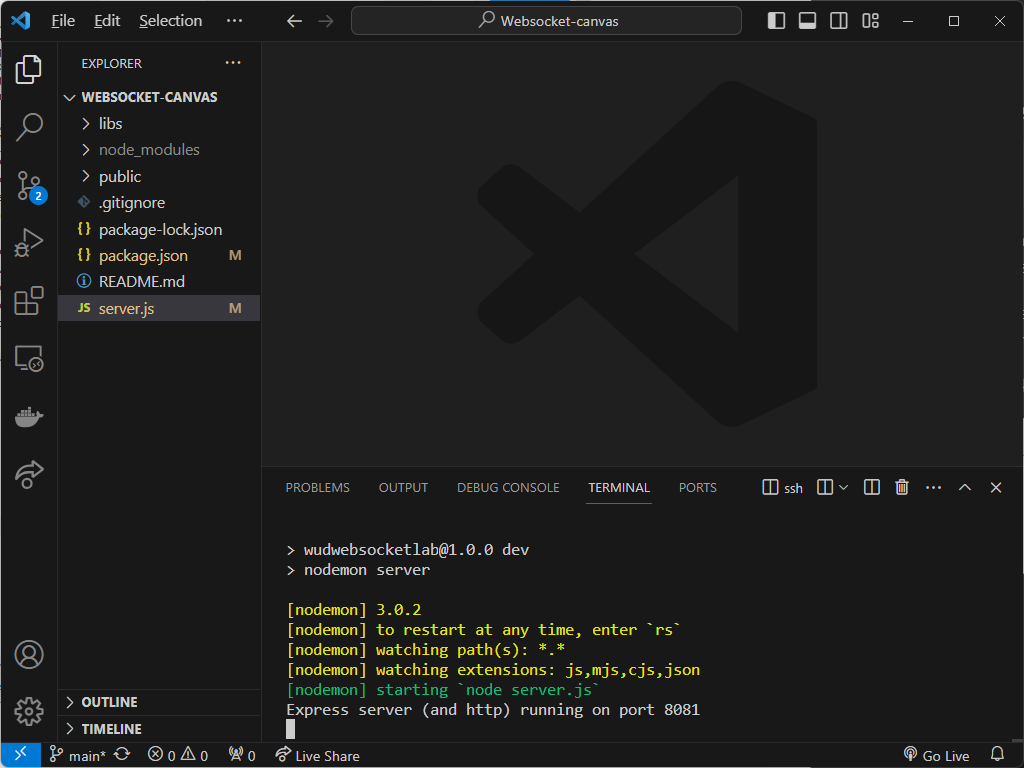 File Edit Selection ···
Websocket-canvas
EXPLORER ···
WEBSOCKET-CANVAS
libs
node_modules
public
.gitignore
{} package-lock.json
{} package.json M
README.md
JS server.js M
2
OUTLINE
TIMELINE
PROBLEMS OUTPUT DEBUG CONSOLE TERMINAL PORTS ssh ···
> wudwebsocketlab@1.0.0 dev
> nodemon server
[nodemon] 3.0.2
[nodemon] to restart at any time, enter `rs`
[nodemon] watching path(s): *.*
[nodemon] watching extensions: js,mjs,cjs,json
[nodemon] starting `node server.js`
Express server (and http) running on port 8081
main* 0 0 0 Live Share Go Live